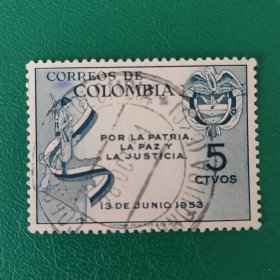 CORREOS DE
COLOMBIA
POR LA PATRIA,
LA PAZ Y
LA JUSTICIA.
5
CTVOS
13 DE JUNIO 1953